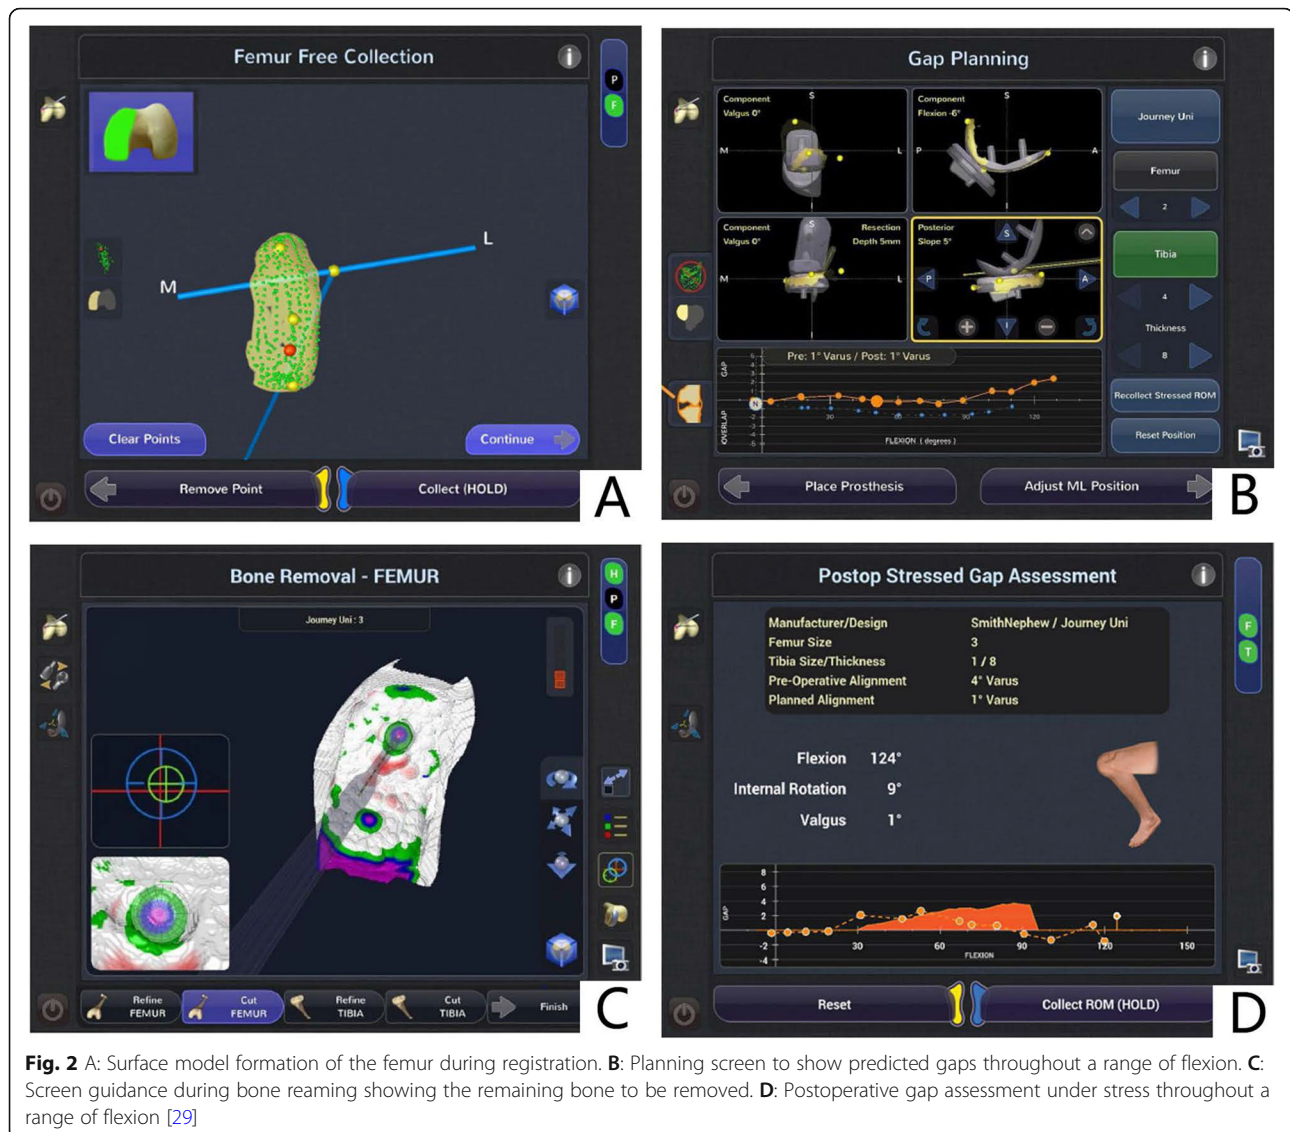 Femur Free Collection
i
P
F
M
L
Clear Points
Continue
Remove Point
Collect (HOLD)
A
Gap Planning
i
Component
Valgus 0°
S
M
L
I
Component
Flexion -6°
S
P
A
I
Component
Valgus 0°
S
Resection
Depth 5mm
M
L
I
Posterior
Slope 5°
S
P
A
I
Journey Uni
Femur
2
Tibia
4
Thickness
8
Recollect Stressed ROM
Reset Position
Pre: 1° Varus / Post: 1° Varus
GAP
OVERLAP
N
30
60
90
120
FLEXION ( degrees )
Place Prosthesis
Adjust ML Position
B
Bone Removal - FEMUR
i
H
P
F
Journey Uni : 3
Refine
FEMUR
Cut
FEMUR
Refine
TIBIA
Cut
TIBIA
Finish
C
Postop Stressed Gap Assessment
i
F
T
Manufacturer/Design SmithNephew / Journey Uni
Femur Size 3
Tibia Size/Thickness 1 / 8
Pre-Operative Alignment 4° Varus
Planned Alignment 1° Varus
Flexion 124°
Internal Rotation 9°
Valgus 1°
GAP
8
6
4
2
-2
-4
30
60
90
120
150
FLEXION
Reset
Collect ROM (HOLD)
D
Fig. 2 A: Surface model formation of the femur during registration. B: Planning screen to show predicted gaps throughout a range of flexion. C:
Screen guidance during bone reaming showing the remaining bone to be removed. D: Postoperative gap assessment under stress throughout a
range of flexion [29]